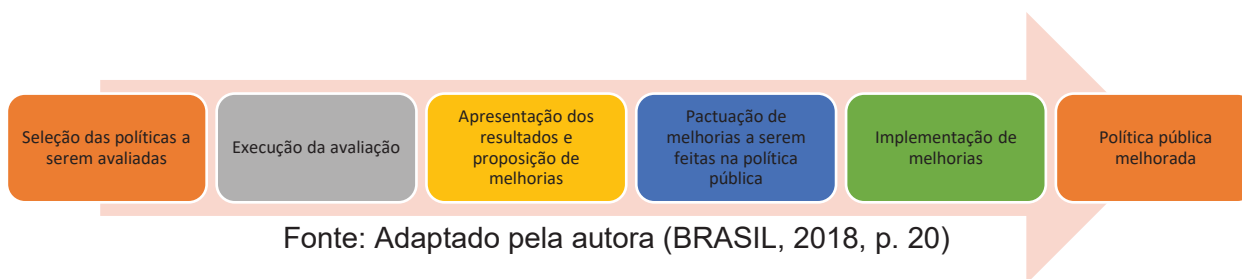 Seleção das políticas a
serem avaliadas
Execução da avaliação
Apresentação dos
resultados e
proposição de
melhorias
Pactuação de
melhorias a serem
feitas na política
pública
Implementação de
melhorias
Política pública
melhorada
Fonte: Adaptado pela autora (BRASIL, 2018, p. 20)